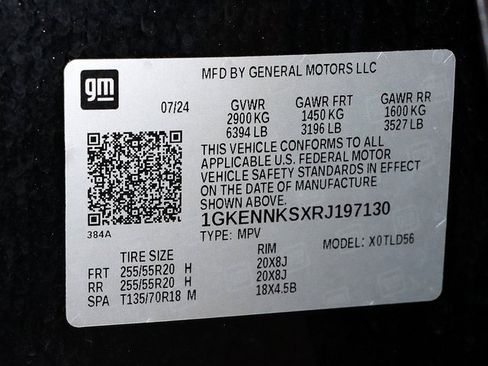 gm
MFD BY GENERAL MOTORS LLC
07/24 GVWR GAWR FRT GAWR RR
2900 KG 1450 KG 1600 KG
6394 LB 3196 LB 3527 LB
THIS VEHICLE CONFORMS TO ALL
APPLICABLE U.S. FEDERAL MOTOR
VEHICLE SAFETY STANDARDS IN EFFECT
ON THE DATE OF MANUFACTURE
SHOWN ABOVE.
384A
1GKENNKSXRJ197130
TYPE: MPV MODEL: X0TLD56
TIRE SIZE RIM
FRT 255/55R20 H 20X8J
RR 255/55R20 H 20X8J
SPA T135/70R18 M 18X4.5B